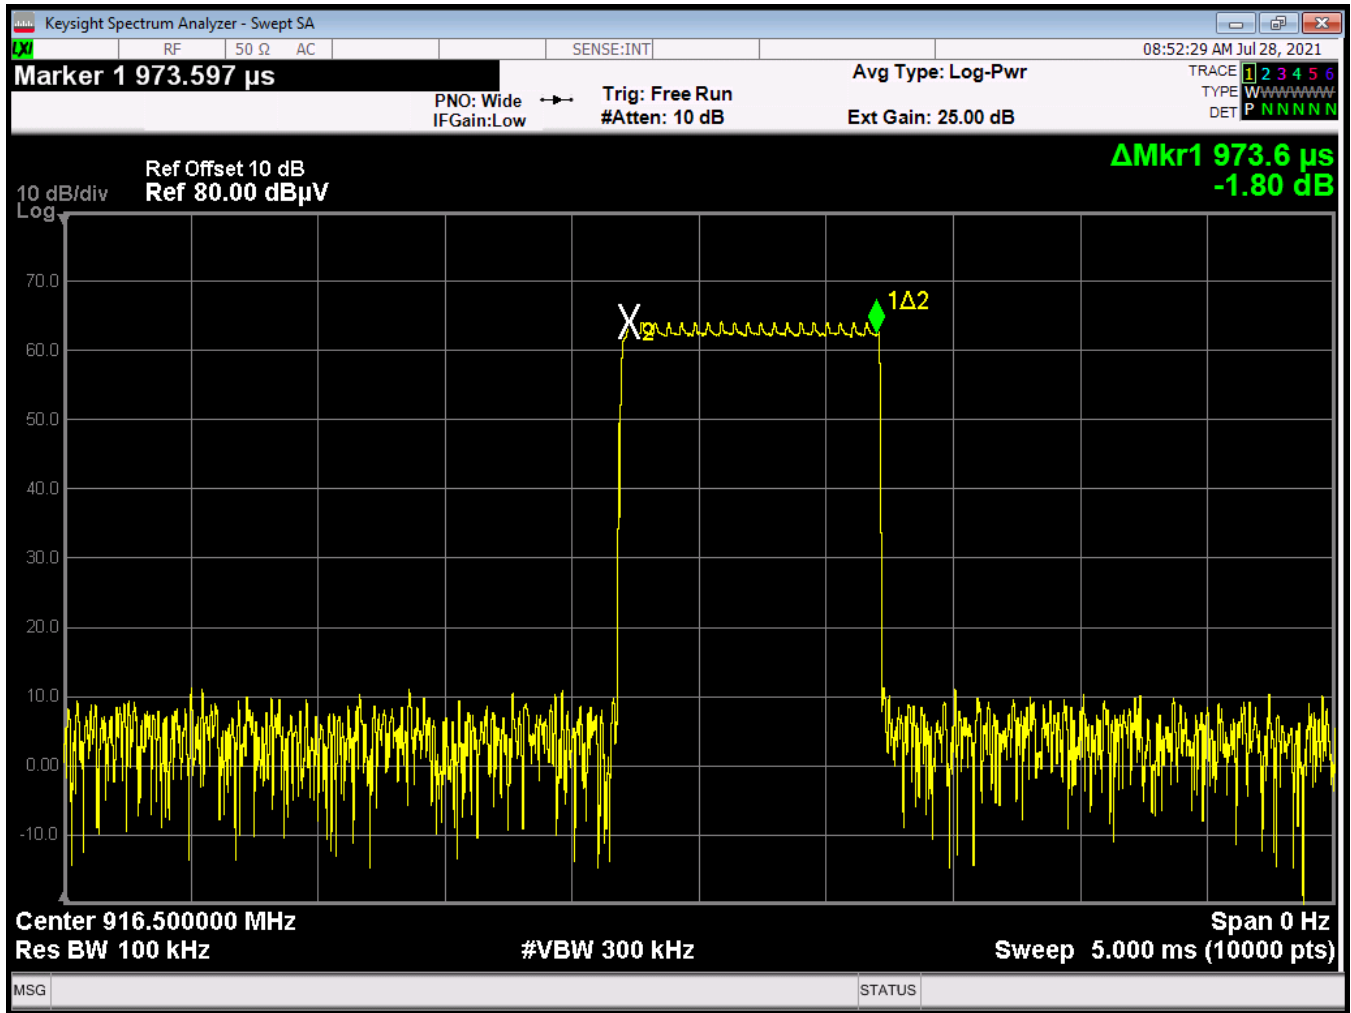 Keysight Spectrum Analyzer - Swept SA
LXI RF 50 Ω AC SENSE:INT 08:52:29 AM Jul 28, 2021
Marker 1 973.597 µs
PNO: Wide
IFGain:Low
Trig: Free Run
#Atten: 10 dB
Avg Type: Log-Pwr
Ext Gain: 25.00 dB
TRACE 1 2 3 4 5 6
TYPE WWWWWW
DET P N N N N N
ΔMkr1 973.6 µs
-1.80 dB
Ref Offset 10 dB
10 dB/div Ref 80.00 dBµV
Log
70.0
60.0
50.0
40.0
30.0
20.0
10.0
0.00
-10.0
X2
1Δ2
Center 916.500000 MHz Span 0 Hz
Res BW 100 kHz #VBW 300 kHz Sweep 5.000 ms (10000 pts)
MSG STATUS